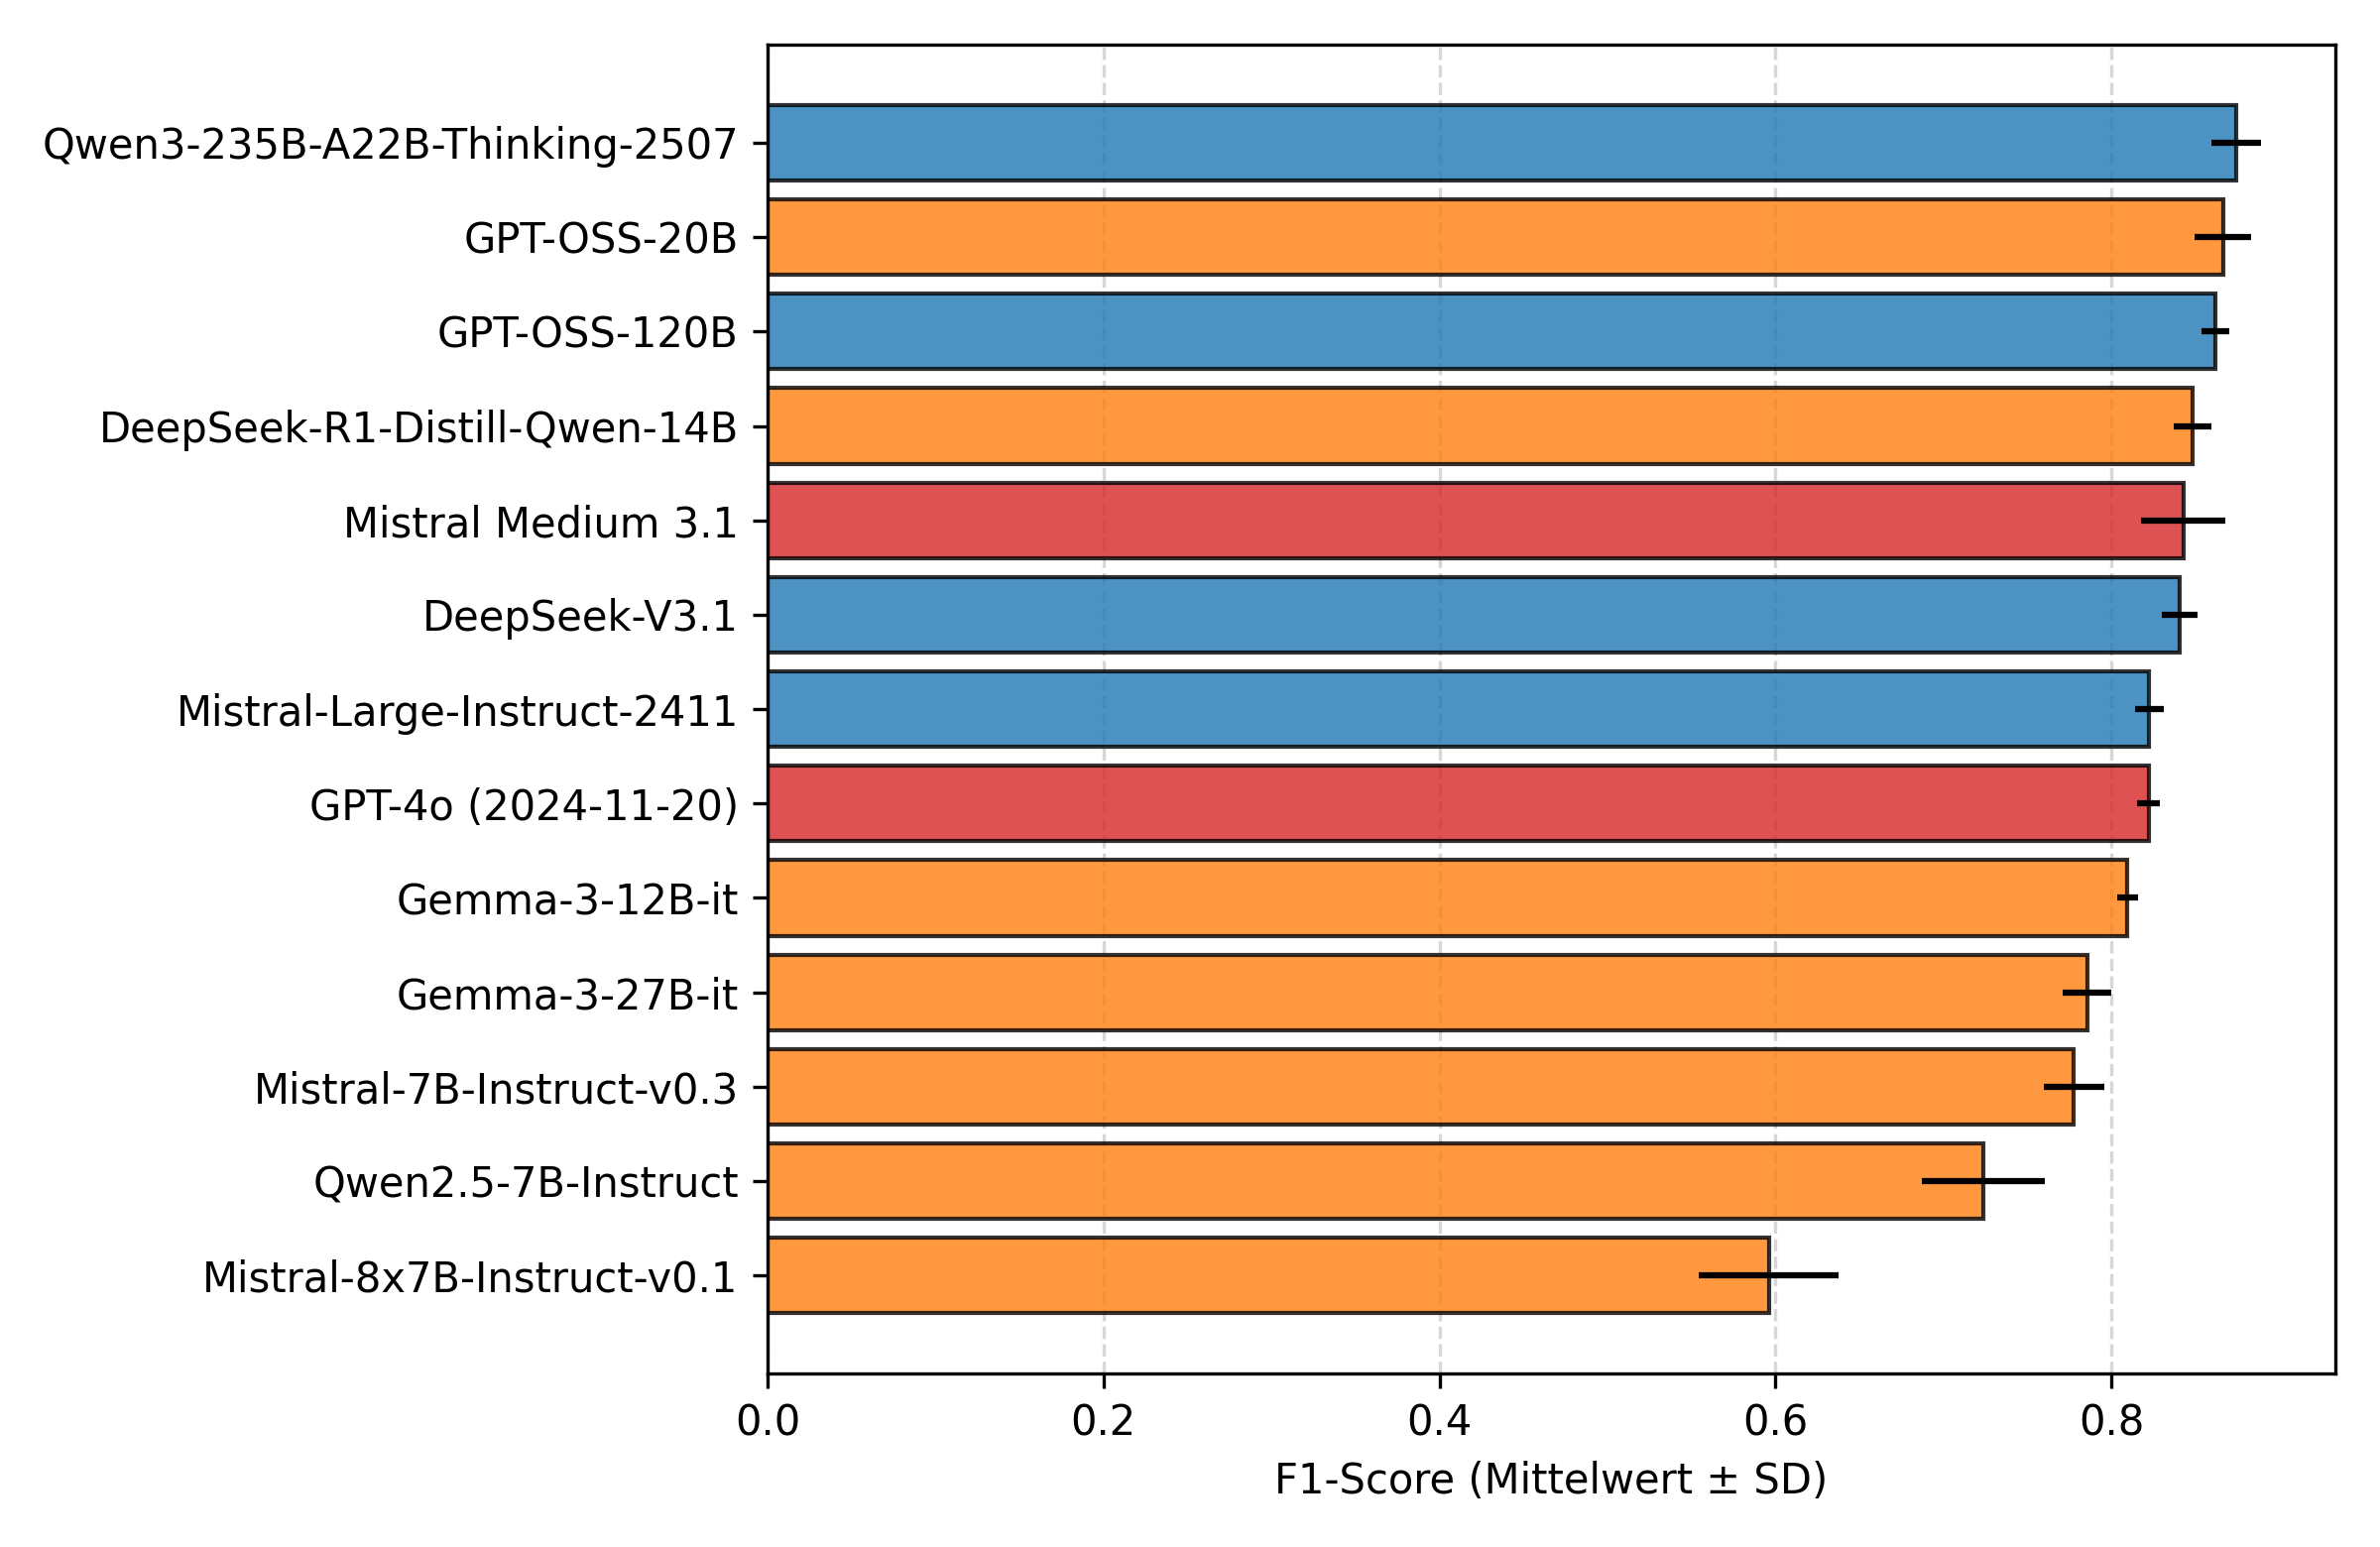 Qwen3-235B-A22B-Thinking-2507
GPT-OSS-20B
GPT-OSS-120B
DeepSeek-R1-Distill-Qwen-14B
Mistral Medium 3.1
DeepSeek-V3.1
Mistral-Large-Instruct-2411
GPT-4o (2024-11-20)
Gemma-3-12B-it
Gemma-3-27B-it
Mistral-7B-Instruct-v0.3
Qwen2.5-7B-Instruct
Mistral-8x7B-Instruct-v0.1
0.0 0.2 0.4 0.6 0.8
F1-Score (Mittelwert ± SD)